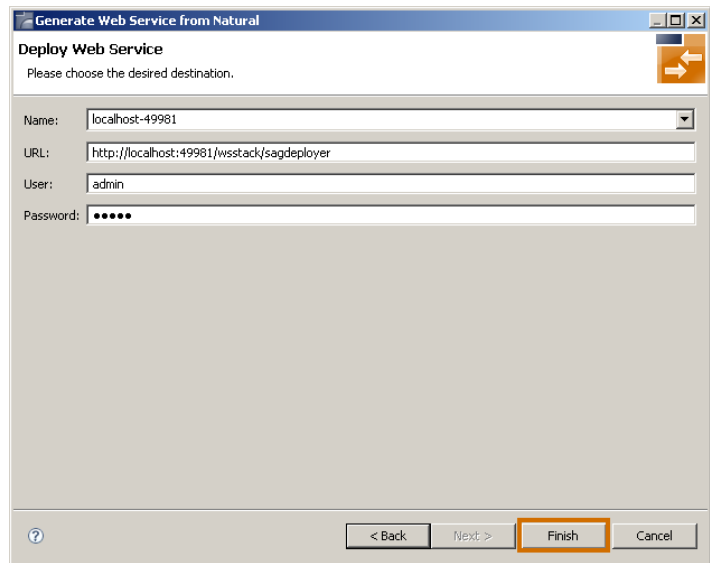 Generate Web Service from Natural
Deploy Web Service
Please choose the desired destination.
Name: localhost-49981
URL: http://localhost:49981/wsstack/sagdeployer
User: admin
Password: ●●●●●
? < Back Next > Finish Cancel